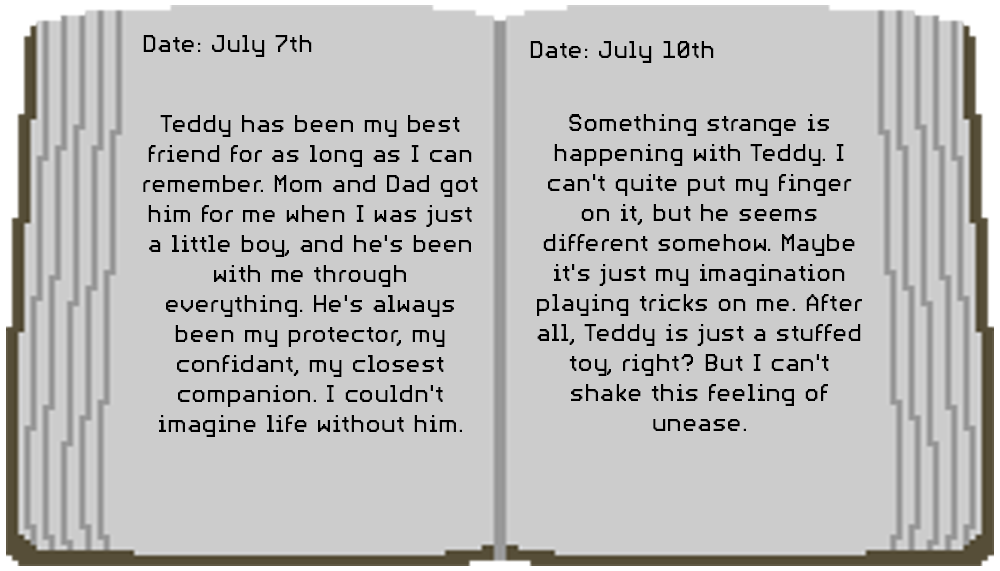 Date: July 7th
Teddy has been my best
friend for as long as I can
remember. Mom and Dad got
him for me when I was just
a little boy, and he's been
with me through
everything. He's always
been my protector, my
confidant, my closest
companion. I couldn't
imagine life without him.
Date: July 10th
Something strange is
happening with Teddy. I
can't quite put my finger
on it, but he seems
different somehow. Maybe
it's just my imagination
playing tricks on me. After
all, Teddy is just a stuffed
toy, right? But I can't
shake this feeling of
unease.